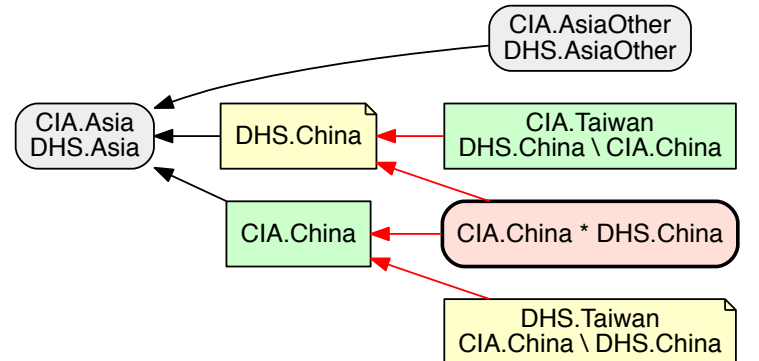 CIA.AsiaOther
DHS.AsiaOther
CIA.Asia
DHS.Asia
DHS.China
CIA.Taiwan
DHS.China \ CIA.China
CIA.China
CIA.China * DHS.China
DHS.Taiwan
CIA.China \ DHS.China